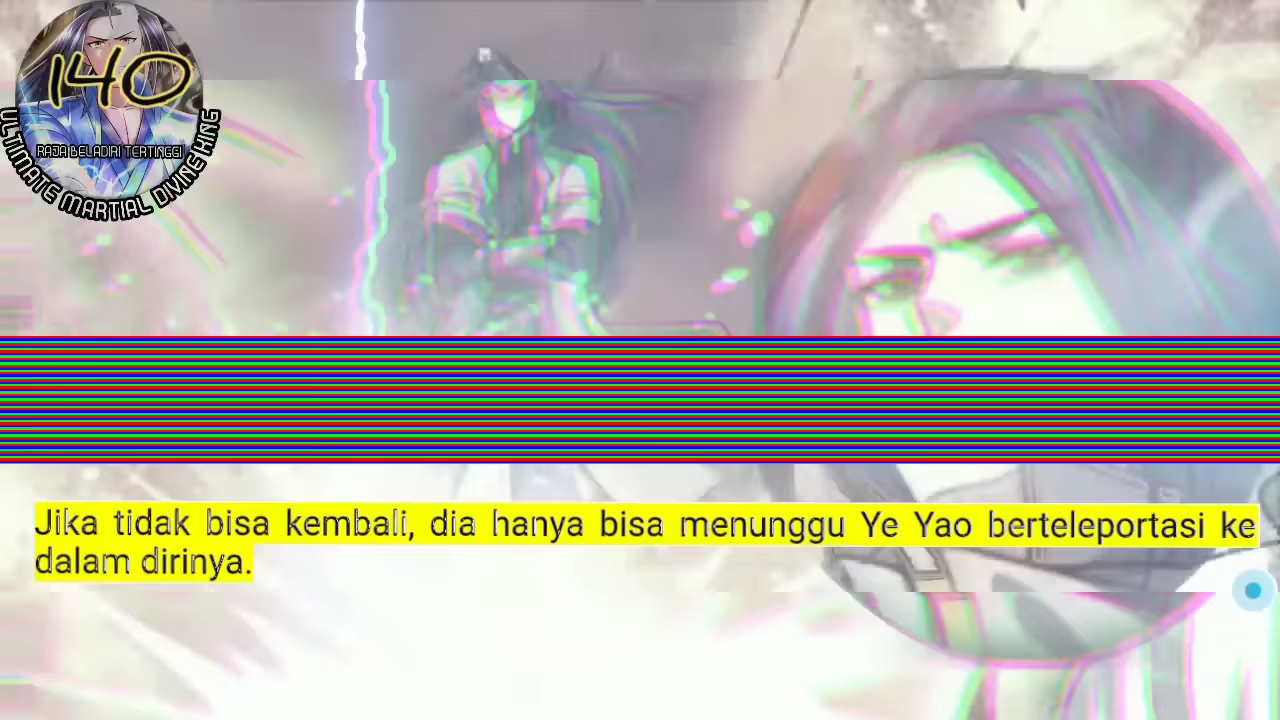 140
RAJA BELADIRI TERTINGGI
ULTIMATE MARTIAL DIVINE KING
Jika tidak bisa kembali, dia hanya bisa menunggu Ye Yao berteleportasi ke
dalam dirinya.